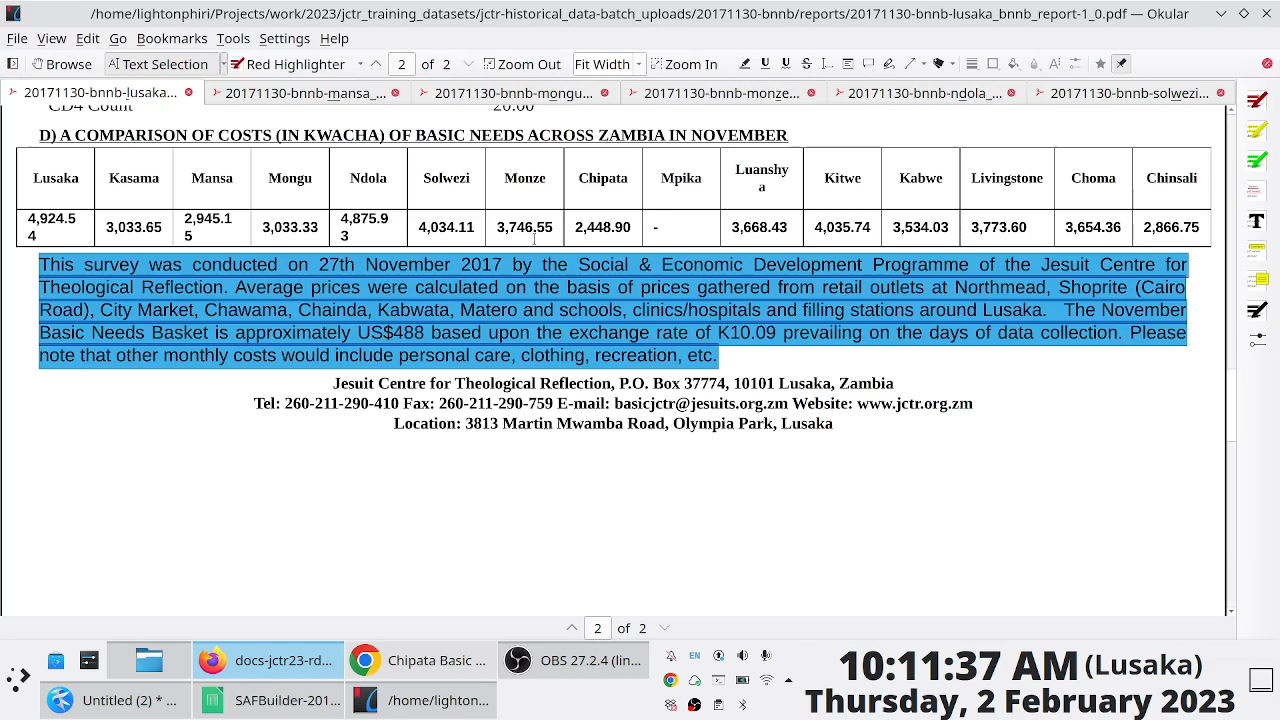 /home/lightonphiri/Projects/work/2023/jctr_training_datasets/jctr-historical_data-batch_uploads/20171130-bnnb/reports/20171130-bnnb-lusaka_bnnb_report-1_0.pdf — Okular
File View Edit Go Bookmarks Tools Settings Help
Browse Text Selection Red Highlighter 2 of 2 Zoom Out Fit Width Zoom In
20171130-bnnb-lusaka... 20171130-bnnb-mansa_... 20171130-bnnb-mongu... 20171130-bnnb-monze... 20171130-bnnb-ndola_... 20171130-bnnb-solwezi...
CD4 Count 20.00
D) A COMPARISON OF COSTS (IN KWACHA) OF BASIC NEEDS ACROSS ZAMBIA IN NOVEMBER
Lusaka Kasama Mansa Mongu Ndola Solwezi Monze Chipata Mpika Luanshy a Kitwe Kabwe Livingstone Choma Chinsali
4,924.5 4 3,033.65 2,945.1 5 3,033.33 4,875.9 3 4,034.11 3,746.55 2,448.90 - 3,668.43 4,035.74 3,534.03 3,773.60 3,654.36 2,866.75
This survey was conducted on 27th November 2017 by the Social & Economic Development Programme of the Jesuit Centre for
Theological Reflection. Average prices were calculated on the basis of prices gathered from retail outlets at Northmead, Shoprite (Cairo
Road), City Market, Chawama, Chainda, Kabwata, Matero and schools, clinics/hospitals and filling stations around Lusaka. The November
Basic Needs Basket is approximately US$488 based upon the exchange rate of K10.09 prevailing on the days of data collection. Please
note that other monthly costs would include personal care, clothing, recreation, etc.
Jesuit Centre for Theological Reflection, P.O. Box 37774, 10101 Lusaka, Zambia
Tel: 260-211-290-410 Fax: 260-211-290-759 E-mail: basicjctr@jesuits.org.zm Website: www.jctr.org.zm
Location: 3813 Martin Mwamba Road, Olympia Park, Lusaka
2 of 2
docs-jctr23-rd... Chipata Basic ... OBS 27.2.4 (lin... EN
Untitled (2) * ... SAFBuilder-201... /home/lighton...
10:11:37 AM (Lusaka)
Thursday, 2 February 2023